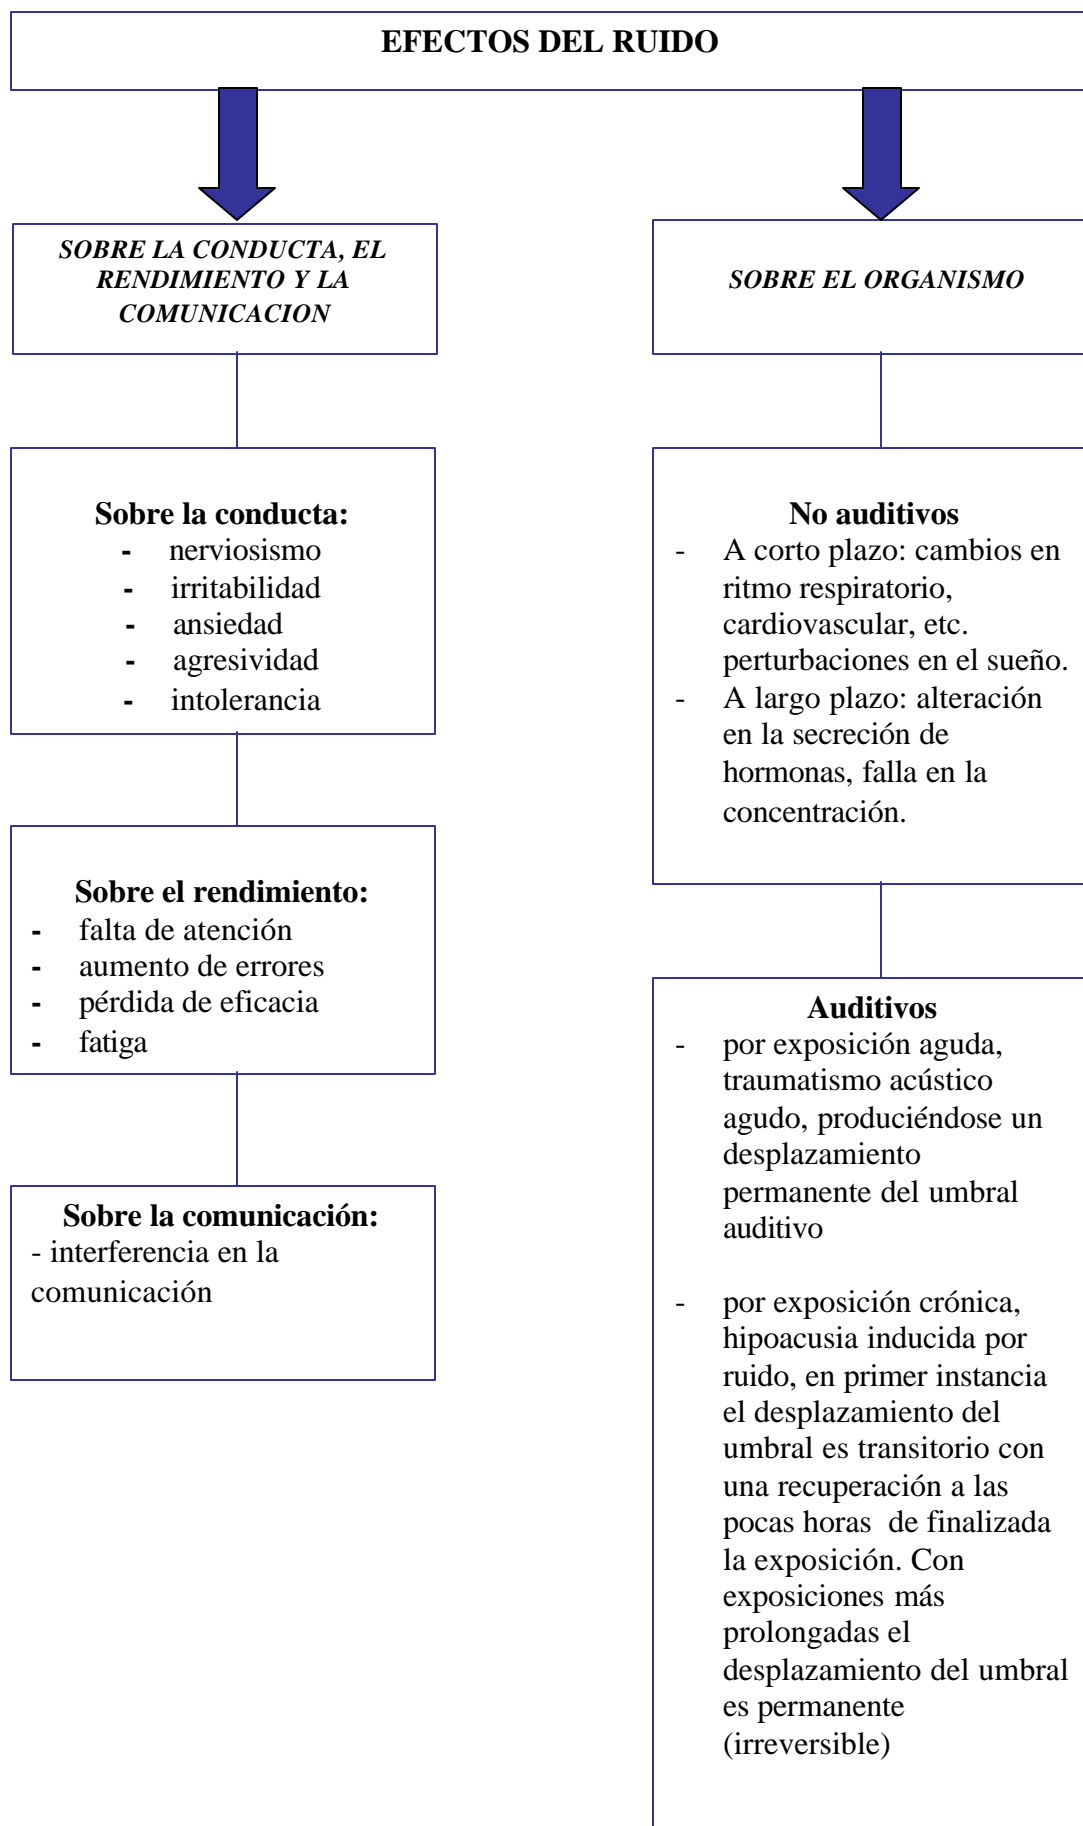 EFECTOS DEL RUIDO
SOBRE LA CONDUCTA, EL
RENDIMIENTO Y LA
COMUNICACION
Sobre la conducta:
- nerviosismo
- irritabilidad
- ansiedad
- agresividad
- intolerancia
Sobre el rendimiento:
- falta de atención
- aumento de errores
- pérdida de eficacia
- fatiga
Sobre la comunicación:
- interferencia en la
comunicación
SOBRE EL ORGANISMO
No auditivos
- A corto plazo: cambios en
ritmo respiratorio,
cardiovascular, etc.
perturbaciones en el sueño.
- A largo plazo: alteración
en la secreción de
hormonas, falla en la
concentración.
Auditivos
- por exposición aguda,
traumatismo acústico
agudo, produciéndose un
desplazamiento
permanente del umbral
auditivo
- por exposición crónica,
hipoacusia inducida por
ruido, en primer instancia
el desplazamiento del
umbral es transitorio con
una recuperación a las
pocas horas de finalizada
la exposición. Con
exposiciones más
prolongadas el
desplazamiento del umbral
es permanente
(irreversible)